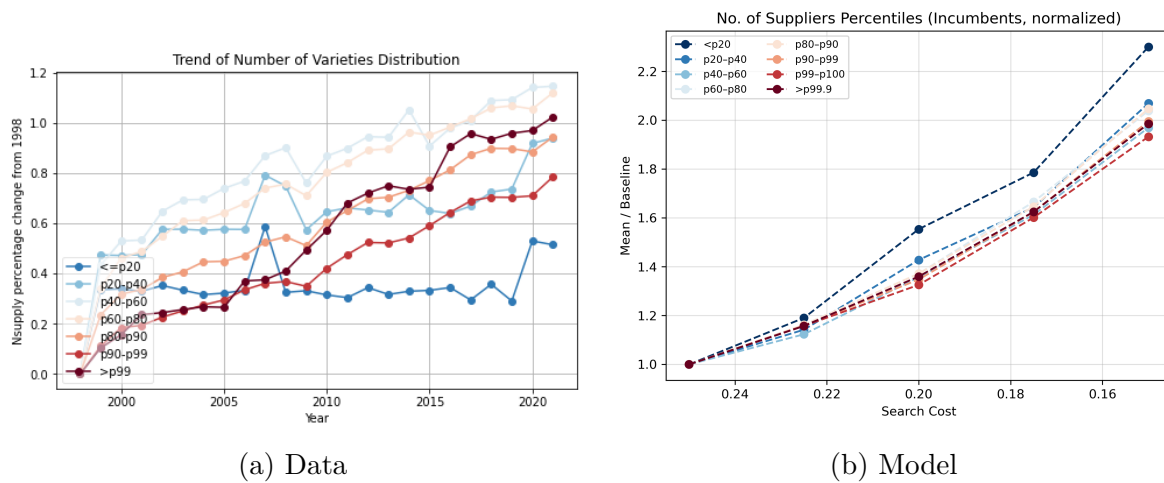 Trend of Number of Varieties Distribution
Nsupply percentage change from 1998
1.2
1.0
0.8
0.6
0.4
0.2
0.0
<=p20
p20-p40
p40-p60
p60-p80
p80-p90
p90-p99
>p99
2000
2005
2010
2015
2020
Year
(a) Data
No. of Suppliers Percentiles (Incumbents, normalized)
<p20
p20–p40
p40–p60
p60–p80
p80–p90
p90–p99
p99–p100
>p99.9
Mean / Baseline
2.2
2.0
1.8
1.6
1.4
1.2
1.0
0.24
0.22
0.20
0.18
0.16
Search Cost
(b) Model